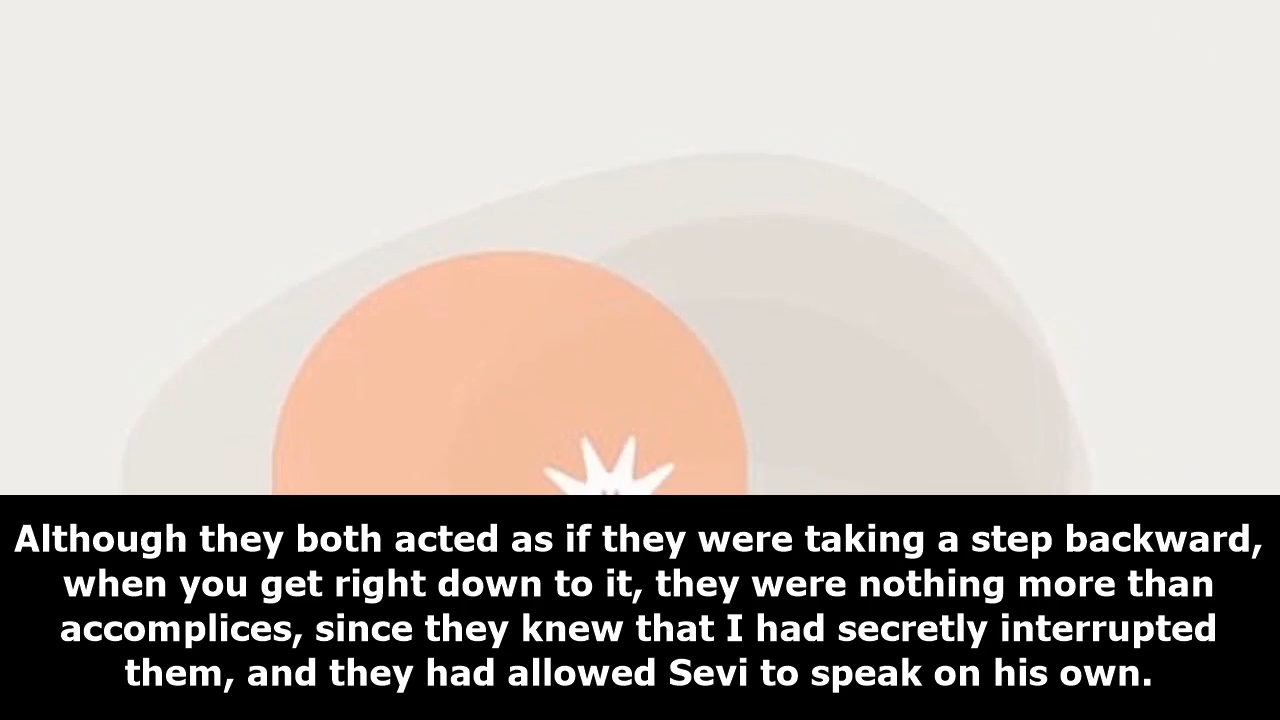 Although they both acted as if they were taking a step backward,
when you get right down to it, they were nothing more than
accomplices, since they knew that I had secretly interrupted
them, and they had allowed Sevi to speak on his own.